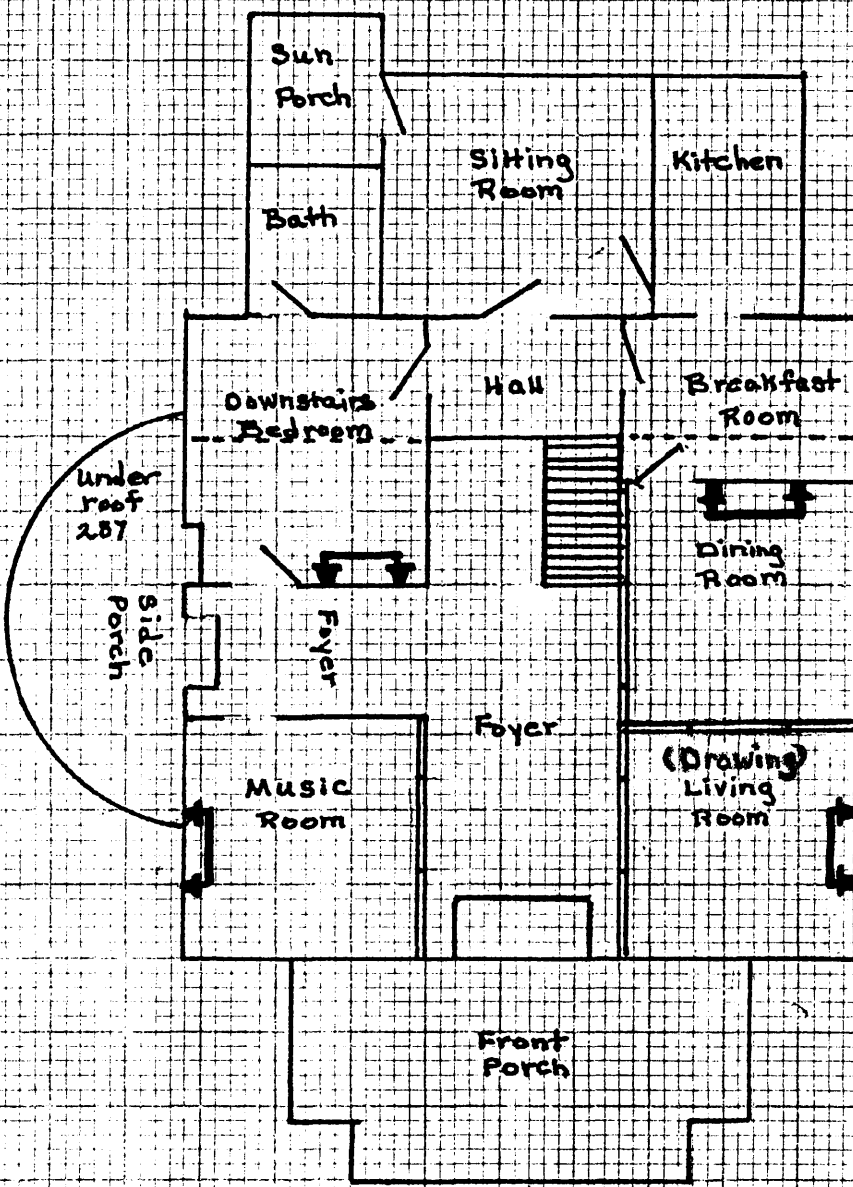 Sun
Porch
Sitting
Room
Kitchen
Bath
Hall
Breakfast
Room
Downstairs
Bedroom
Under
roof
257
Dining
Room
Side
Porch
Foyer
Foyer
(Drawing)
Living
Room
Music
Room
Front
Porch